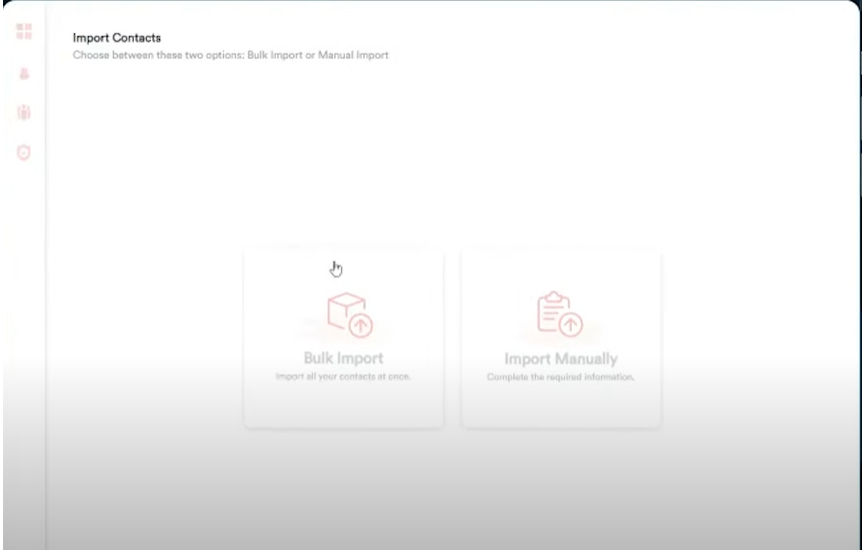 Import Contacts
Choose between these two options: Bulk Import or Manual Import
Bulk Import
Import all your contacts at once.
Import Manually
Complete the required information.